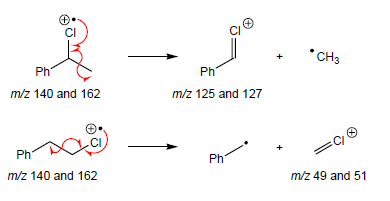 ⊕•
Cl
Ph
m/z 140 and 162
Cl⊕
Ph
m/z 125 and 127
+
•CH3
⊕•
Cl
Ph
m/z 140 and 162
Ph
•
+
Cl⊕
m/z 49 and 51